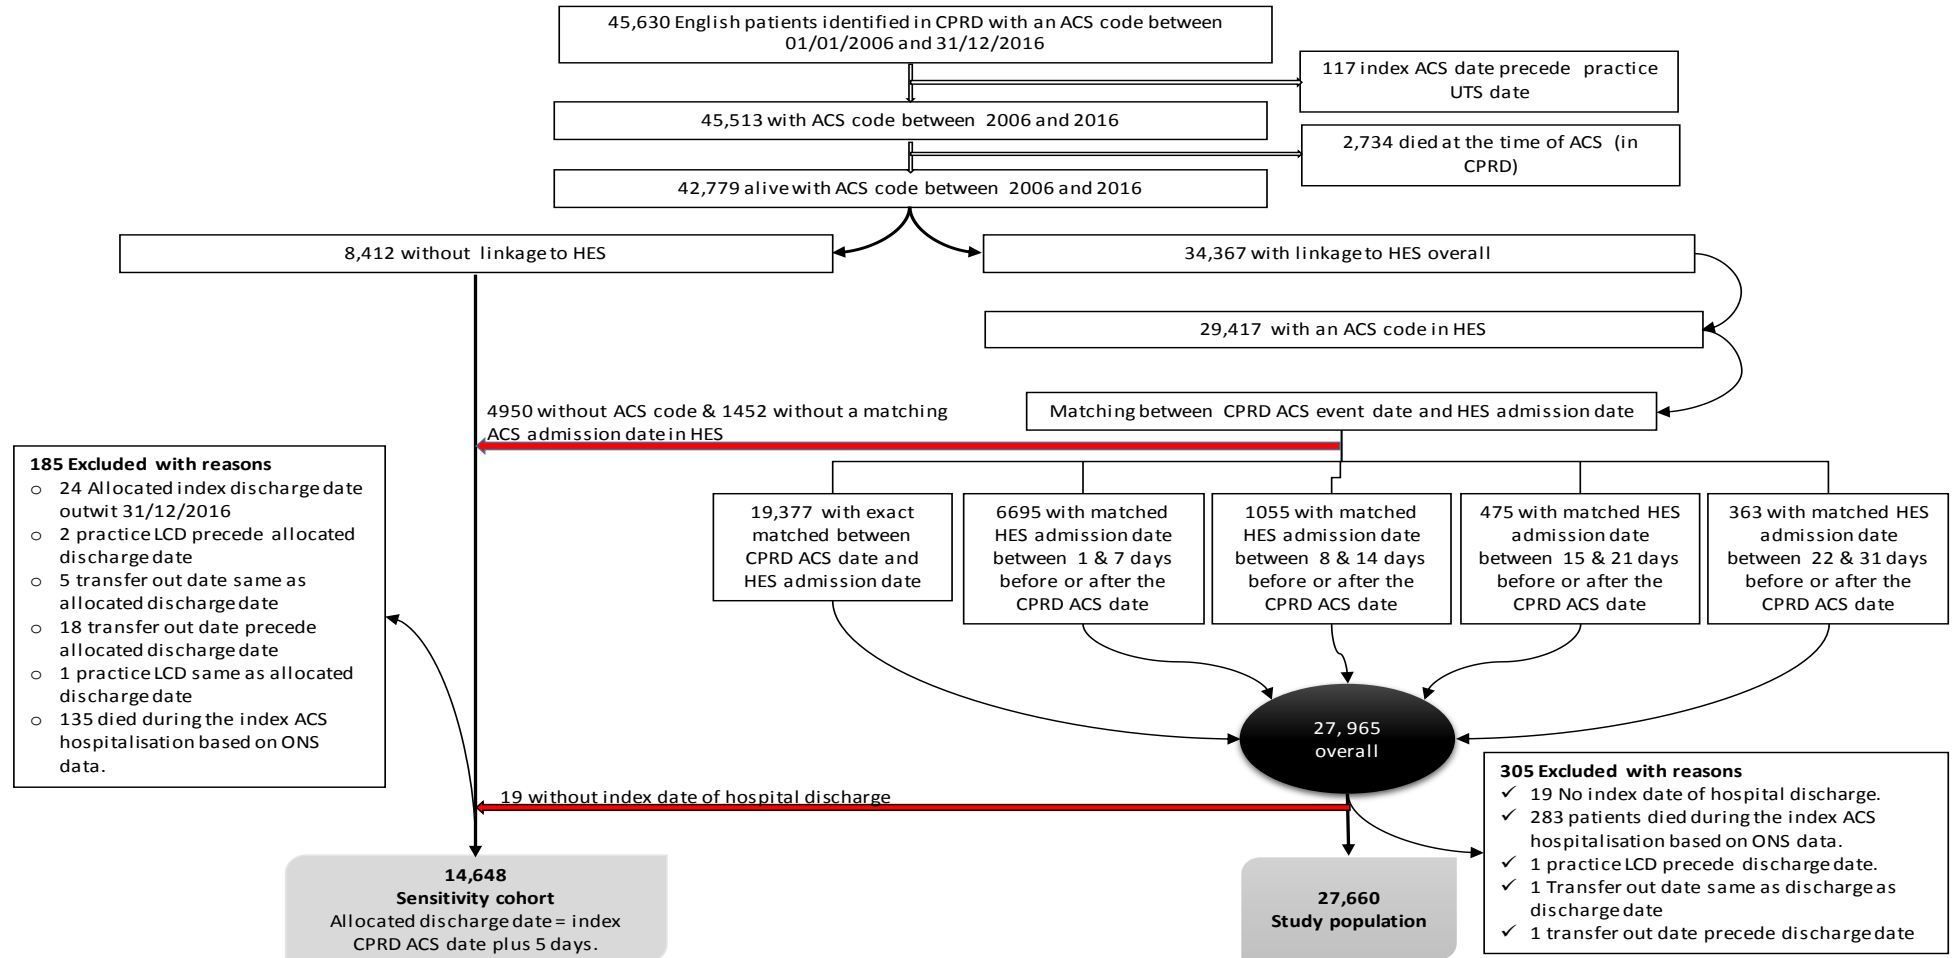 45,630 English patients identified in CPRD with an ACS code between
01/01/2006 and 31/12/2016
117 index ACS date precede practice
UTS date
45,513 with ACS code between 2006 and 2016
2,734 died at the time of ACS (in
CPRD)
42,779 alive with ACS code between 2006 and 2016
8,412 without linkage to HES
34,367 with linkage to HES overall
29,417 with an ACS code in HES
4950 without ACS code & 1452 without a matching
ACS admission date in HES
Matching between CPRD ACS event date and HES admission date
185 Excluded with reasons
o 24 Allocated index discharge date
outwit 31/12/2016
o 2 practice LCD precede allocated
discharge date
o 5 transfer out date same as
allocated discharge date
o 18 transfer out date precede
allocated discharge date
o 1 practice LCD same as allocated
discharge date
o 135 died during the index ACS
hospitalisation based on ONS
data.
19,377 with exact
matched between
CPRD ACS date and
HES admission date
6695 with matched
HES admission date
between 1 & 7 days
before or after the
CPRD ACS date
1055 with matched
HES admission date
between 8 & 14 days
before or after the
CPRD ACS date
475 with matched HES
admission date
between 15 & 21 days
before or after the
CPRD ACS date
363 with matched HES
admission date
between 22 & 31 days
before or after the
CPRD ACS date
27, 965
overall
19 without index date of hospital discharge
305 Excluded with reasons
✓ 19 No index date of hospital discharge.
✓ 283 patients died during the index ACS
hospitalisation based on ONS data.
✓ 1 practice LCD precede discharge date.
✓ 1 Transfer out date same as discharge as
discharge date
✓ 1 transfer out date precede discharge date
14,648
Sensitivity cohort
Allocated discharge date = index
CPRD ACS date plus 5 days.
27,660
Study population